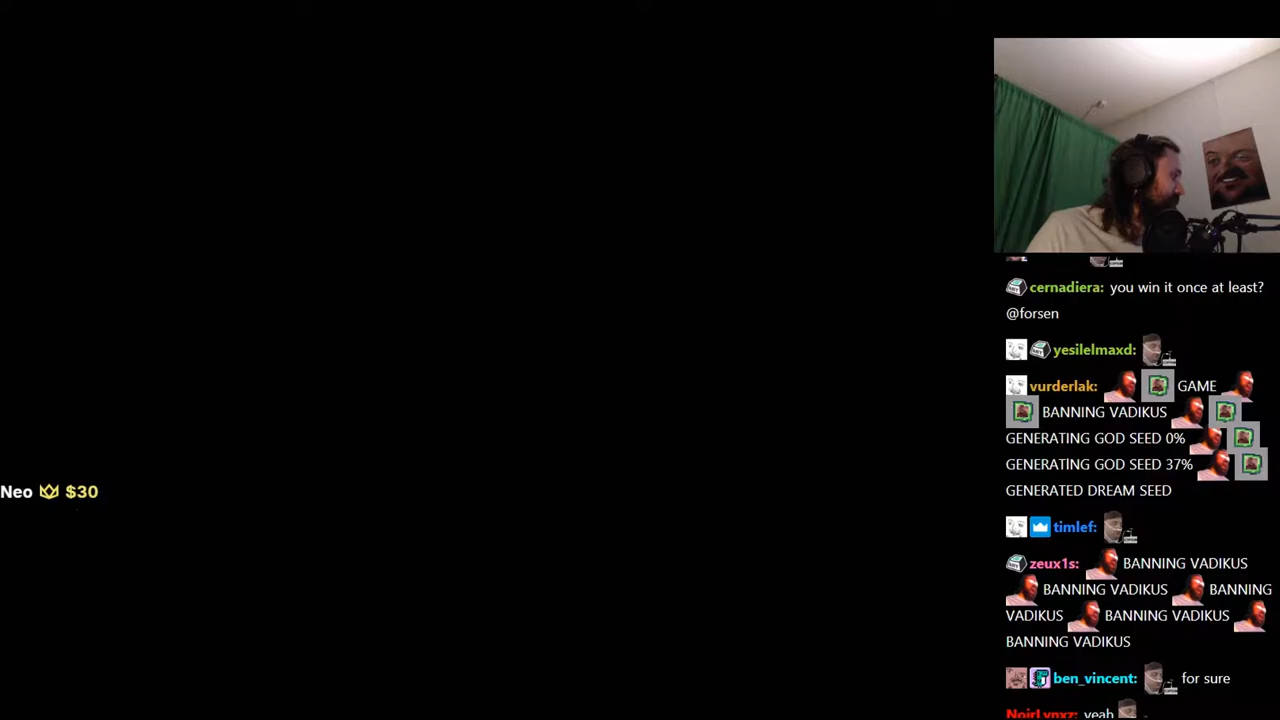 cernadiera: you win it once at least?
@forsen
yesilelmaxd:
vurderlak: GAME
BANNING VADIKUS
GENERATING GOD SEED 0%
GENERATING GOD SEED 37%
GENERATED DREAM SEED
Neo $30
timlef:
zeux1s: BANNING VADIKUS
BANNING VADIKUS BANNING
VADIKUS BANNING VADIKUS
BANNING VADIKUS
ben_vincent: for sure
NoirLynxz: yeah